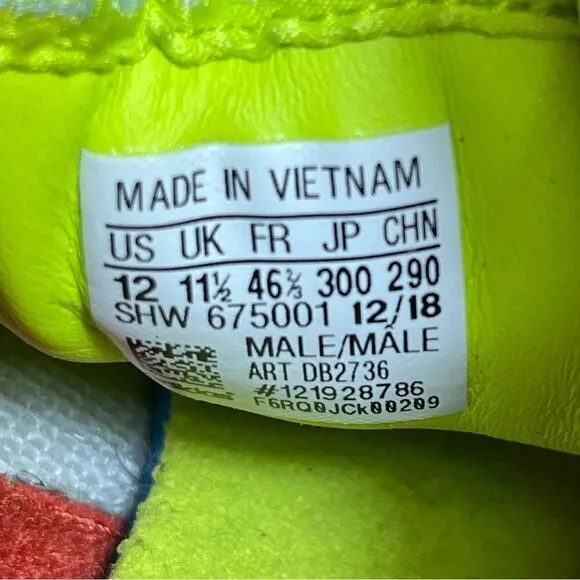 MADE IN VIETNAM
US UK FR JP CHN
12 11½ 46⅔ 300 290
SHW 675001 12/18
MALE/MÂLE
ART DB2736
#121928786
F6RQ0JCk00209